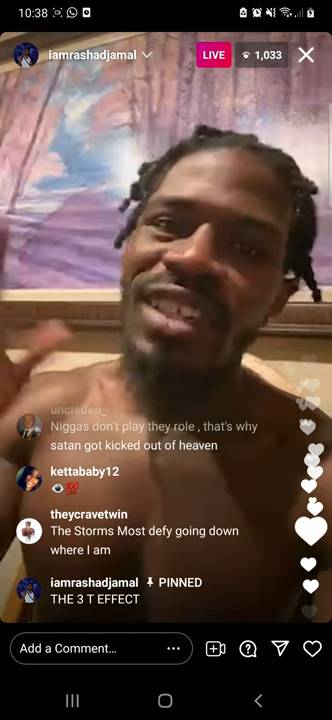 10:38
iamrashadjamal
LIVE
1,033
uncleden_
Niggas don't play they role , that's why
satan got kicked out of heaven
kettababy12
👁💯
theycravetwin
The Storms Most defy going down
where I am
iamrashadjamal PINNED
THE 3 T EFFECT
Add a Comment...